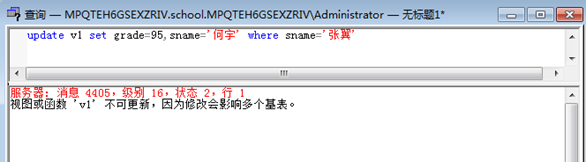 查询 — MPQTEH6GSEXZRIV.school.MPQTEH6GSEXZRIV\Administrator — 无标题1*
update v1 set grade=95,sname='何宇' where sname='张翼'
服务器: 消息 4405，级别 16，状态 2，行 1
视图或函数 'v1' 不可更新，因为修改会影响多个基表。